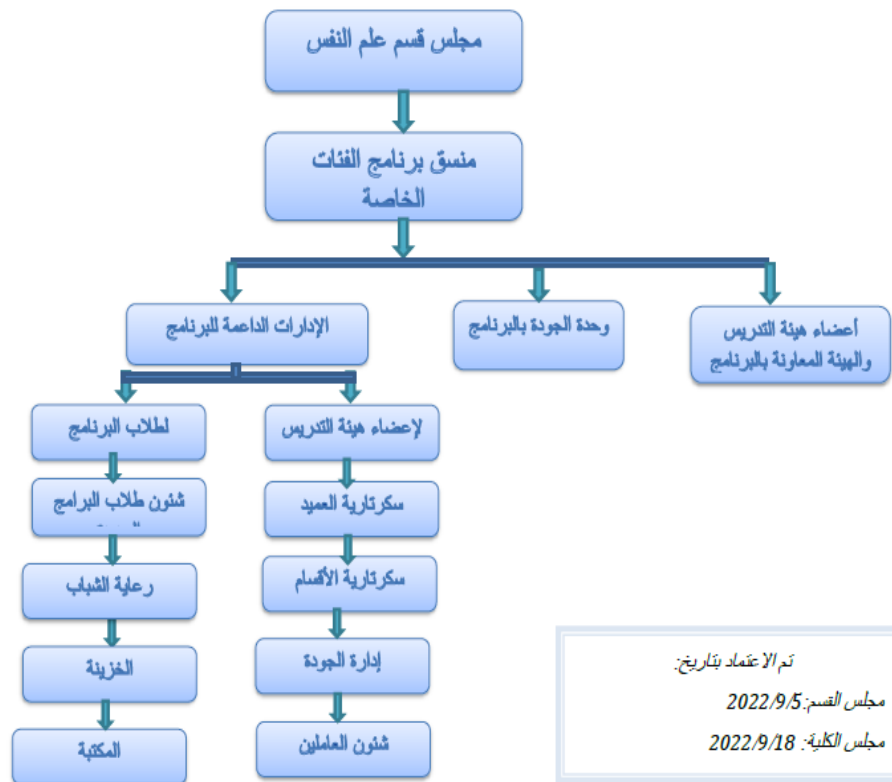 مجلس قسم علم النفس
منسق برنامج الفئات
الخاصة
أعضاء هيئة التدريس
والهيئة المعاونة بالبرنامج
وحدة الجودة بالبرنامج
الإدارات الداعمة للبرنامج
لإعضاء هيئة التدريس
سكرتارية العميد
سكرتارية الأقسام
إدارة الجودة
شئون العاملين
لطلاب البرنامج
شئون طلاب البرامج
رعاية الشباب
الخزينة
المكتبة
تم الاعتماد بتاريخ:
مجلس القسم:2022/9/5
مجلس الكلية: 2022/9/18